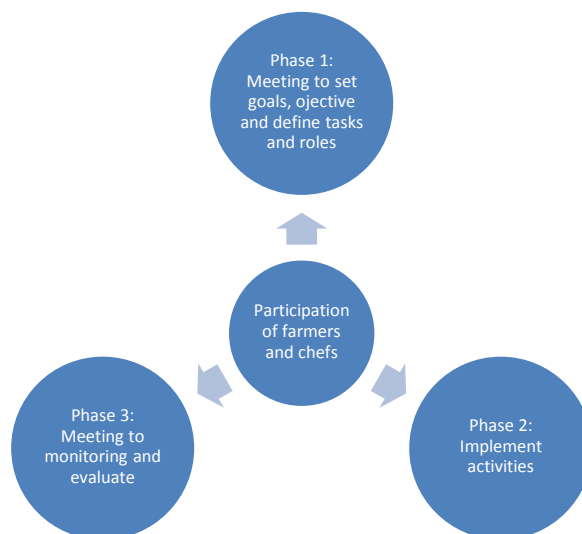 Phase 1:
Meeting to set
goals, ojective
and define tasks
and roles
Participation
of farmers
and chefs
Phase 3:
Meeting to
monitoring and
evaluate
Phase 2:
Implement
activities